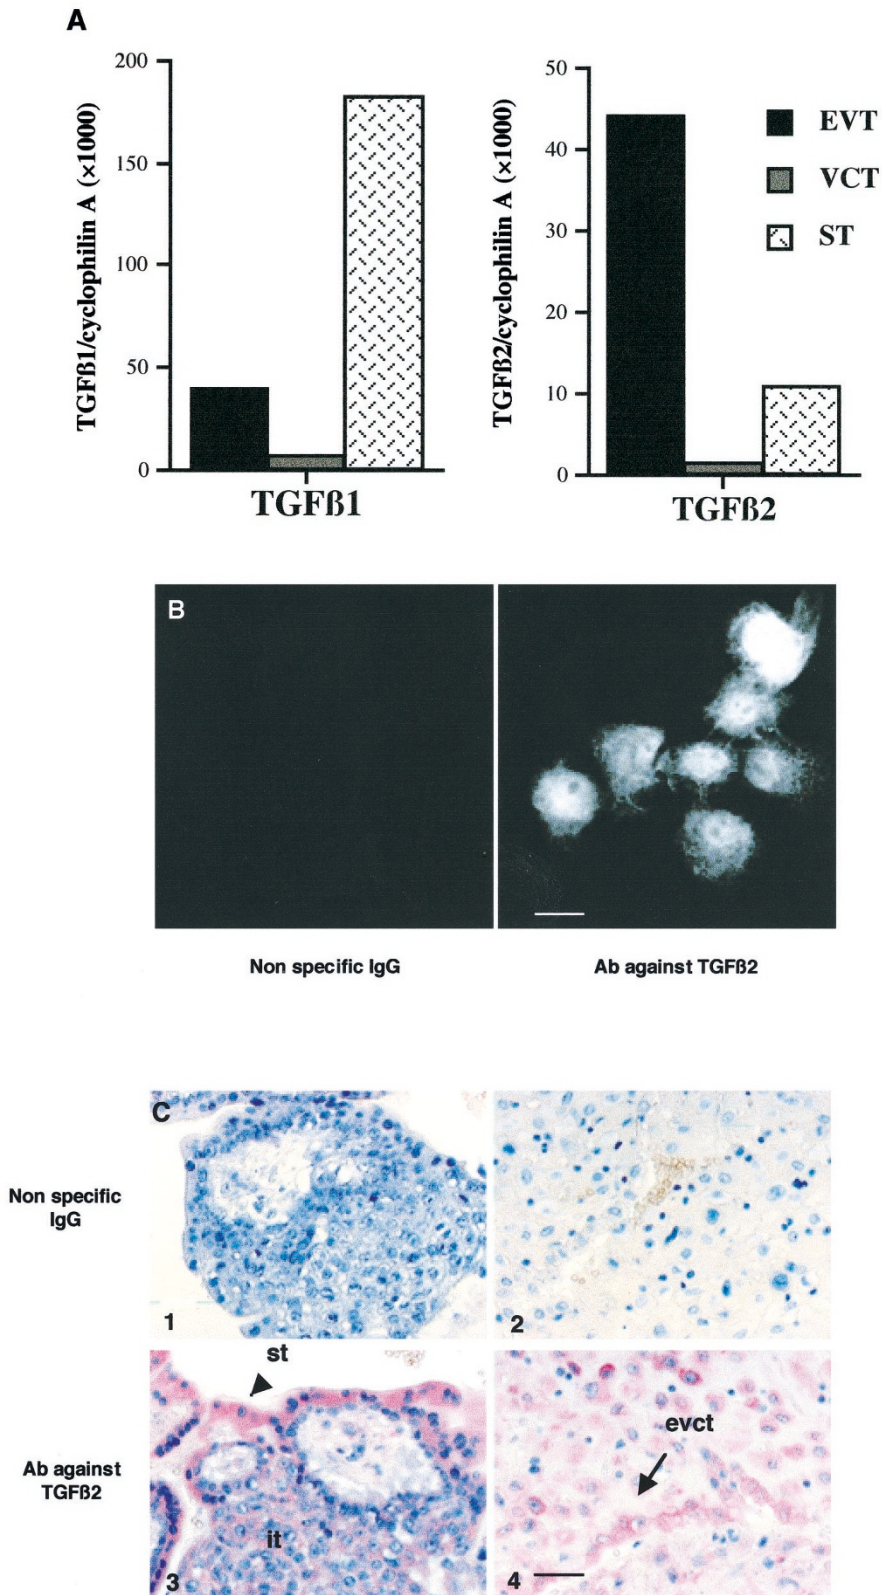 A
TGFß1/cyclophilin A (×1000)
200
150
100
50
0
TGFß1
TGFß2/cyclophilin A (×1000)
50
40
30
20
10
0
TGFß2
EVT
VCT
ST
B
Non specific IgG
Ab against TGFß2
C
Non specific
IgG
1
2
Ab against
TGFß2
st
it
3
evct
4